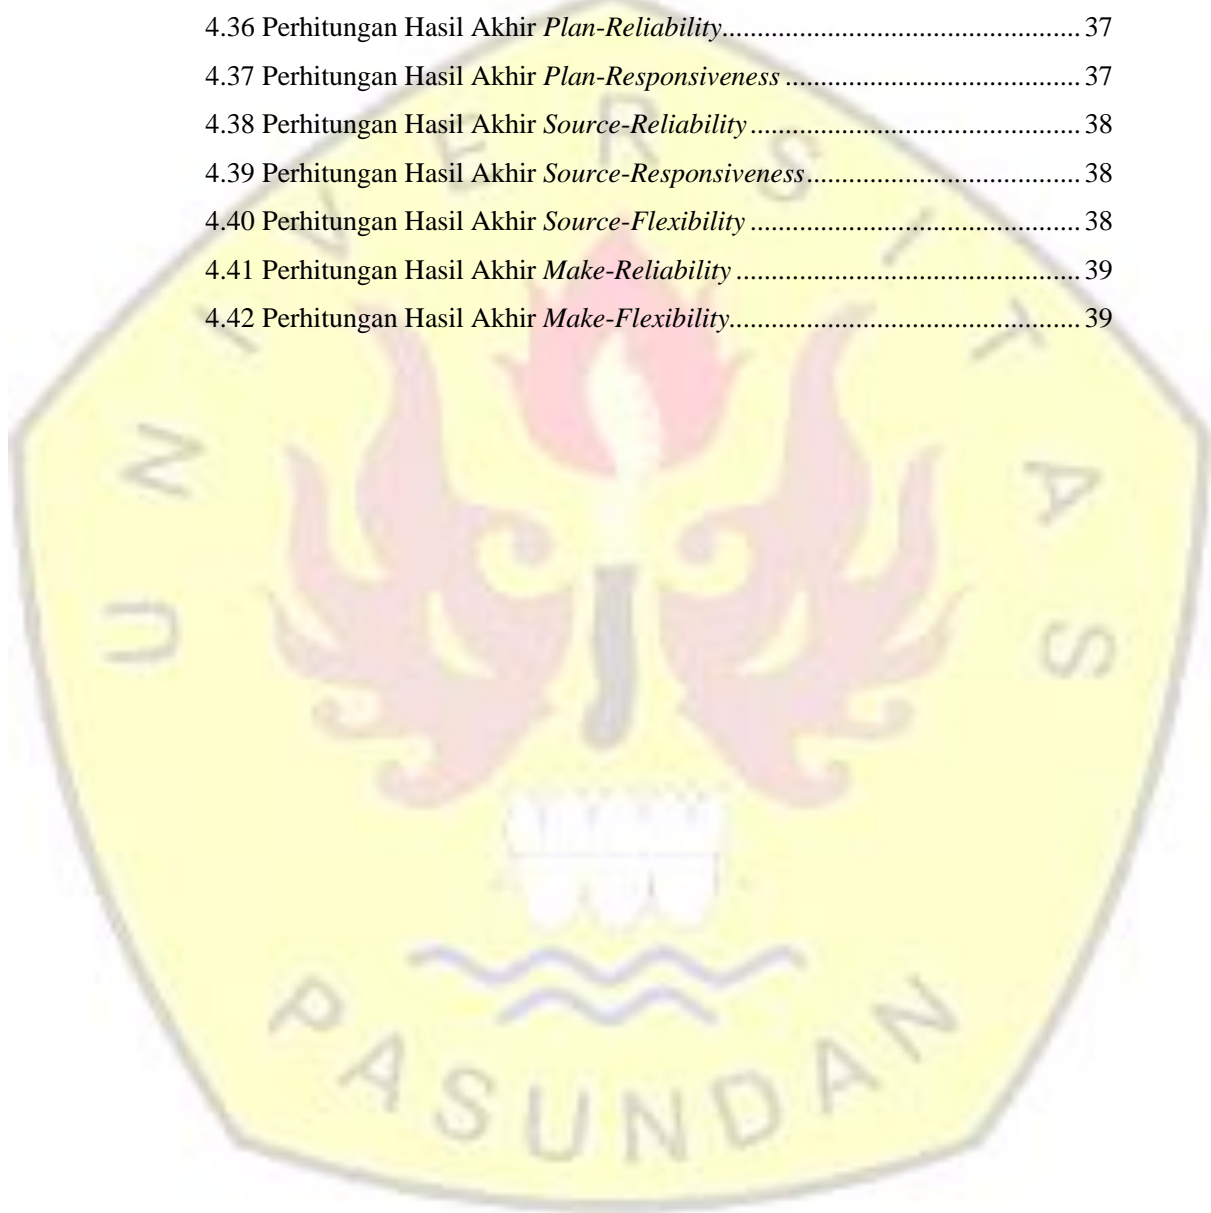 4.36 Perhitungan Hasil Akhir Plan-Reliability.................................................. 37
4.37 Perhitungan Hasil Akhir Plan-Responsiveness .......................................... 37
4.38 Perhitungan Hasil Akhir Source-Reliability ............................................... 38
4.39 Perhitungan Hasil Akhir Source-Responsiveness....................................... 38
4.40 Perhitungan Hasil Akhir Source-Flexibility ............................................... 38
4.41 Perhitungan Hasil Akhir Make-Reliability ................................................. 39
4.42 Perhitungan Hasil Akhir Make-Flexibility.................................................. 39
UNIVERSITAS
PASUNDAN